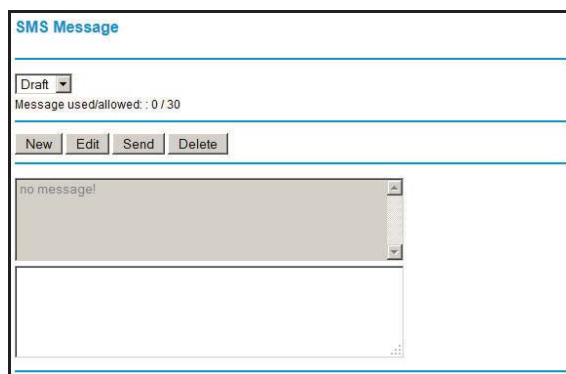 SMS Message
Draft
Message used/allowed: : 0 / 30
New Edit Send Delete
no message!